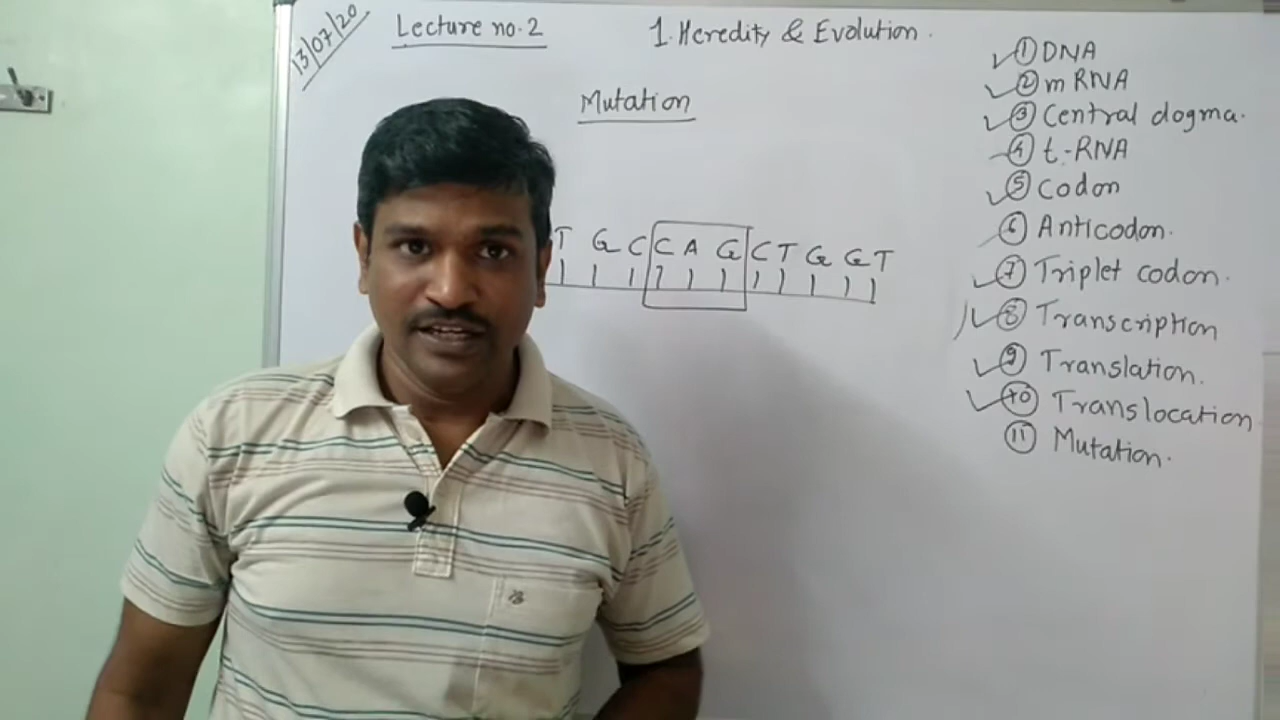 13/07/20
Lecture no. 2
1. Heredity & Evolution.
Mutation
T G C C A G C T G G T
① DNA
② mRNA
③ Central dogma.
④ t-RNA
⑤ Codon
⑥ Anticodon.
⑦ Triplet codon.
⑧ Transcription
⑨ Translation.
⑩ Translocation
⑪ Mutation.